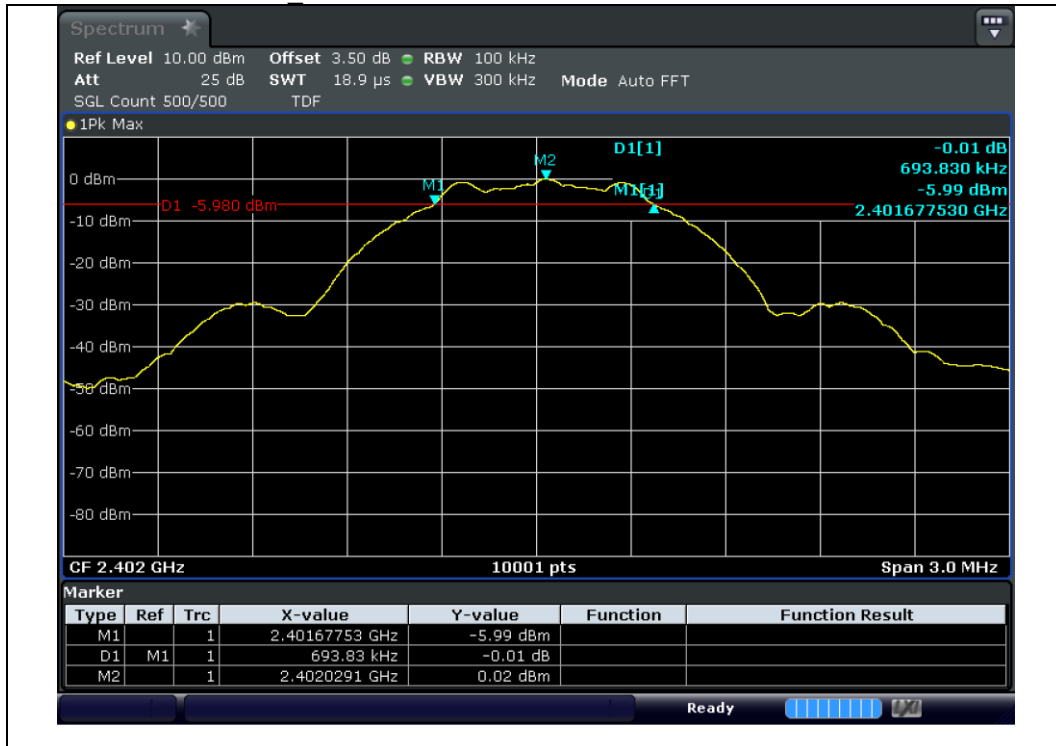 Spectrum
Ref Level 10.00 dBm Offset 3.50 dB RBW 100 kHz
Att 25 dB SWT 18.9 µs VBW 300 kHz Mode Auto FFT
SGL Count 500/500 TDF
1Pk Max
D1[1] -0.01 dB
693.830 kHz
M1[1] -5.99 dBm
2.401677530 GHz
M2
M1
D1
0 dBm
D1 -5.980 dBm
-10 dBm
-20 dBm
-30 dBm
-40 dBm
-50 dBm
-60 dBm
-70 dBm
-80 dBm
CF 2.402 GHz 10001 pts Span 3.0 MHz
Marker
Type Ref Trc X-value Y-value Function Function Result
M1 1 2.40167753 GHz -5.99 dBm
D1 M1 1 693.83 kHz -0.01 dB
M2 1 2.4020291 GHz 0.02 dBm
Ready LXI